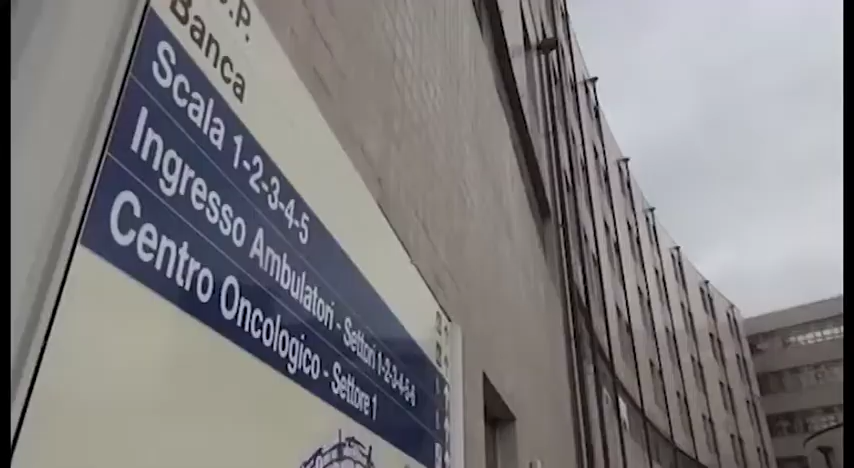 .P.
Banca
Scala 1-2-3-4-5
Ingresso Ambulatori - Settori 1-2-3-4-5-6
Centro Oncologico - Settore 1